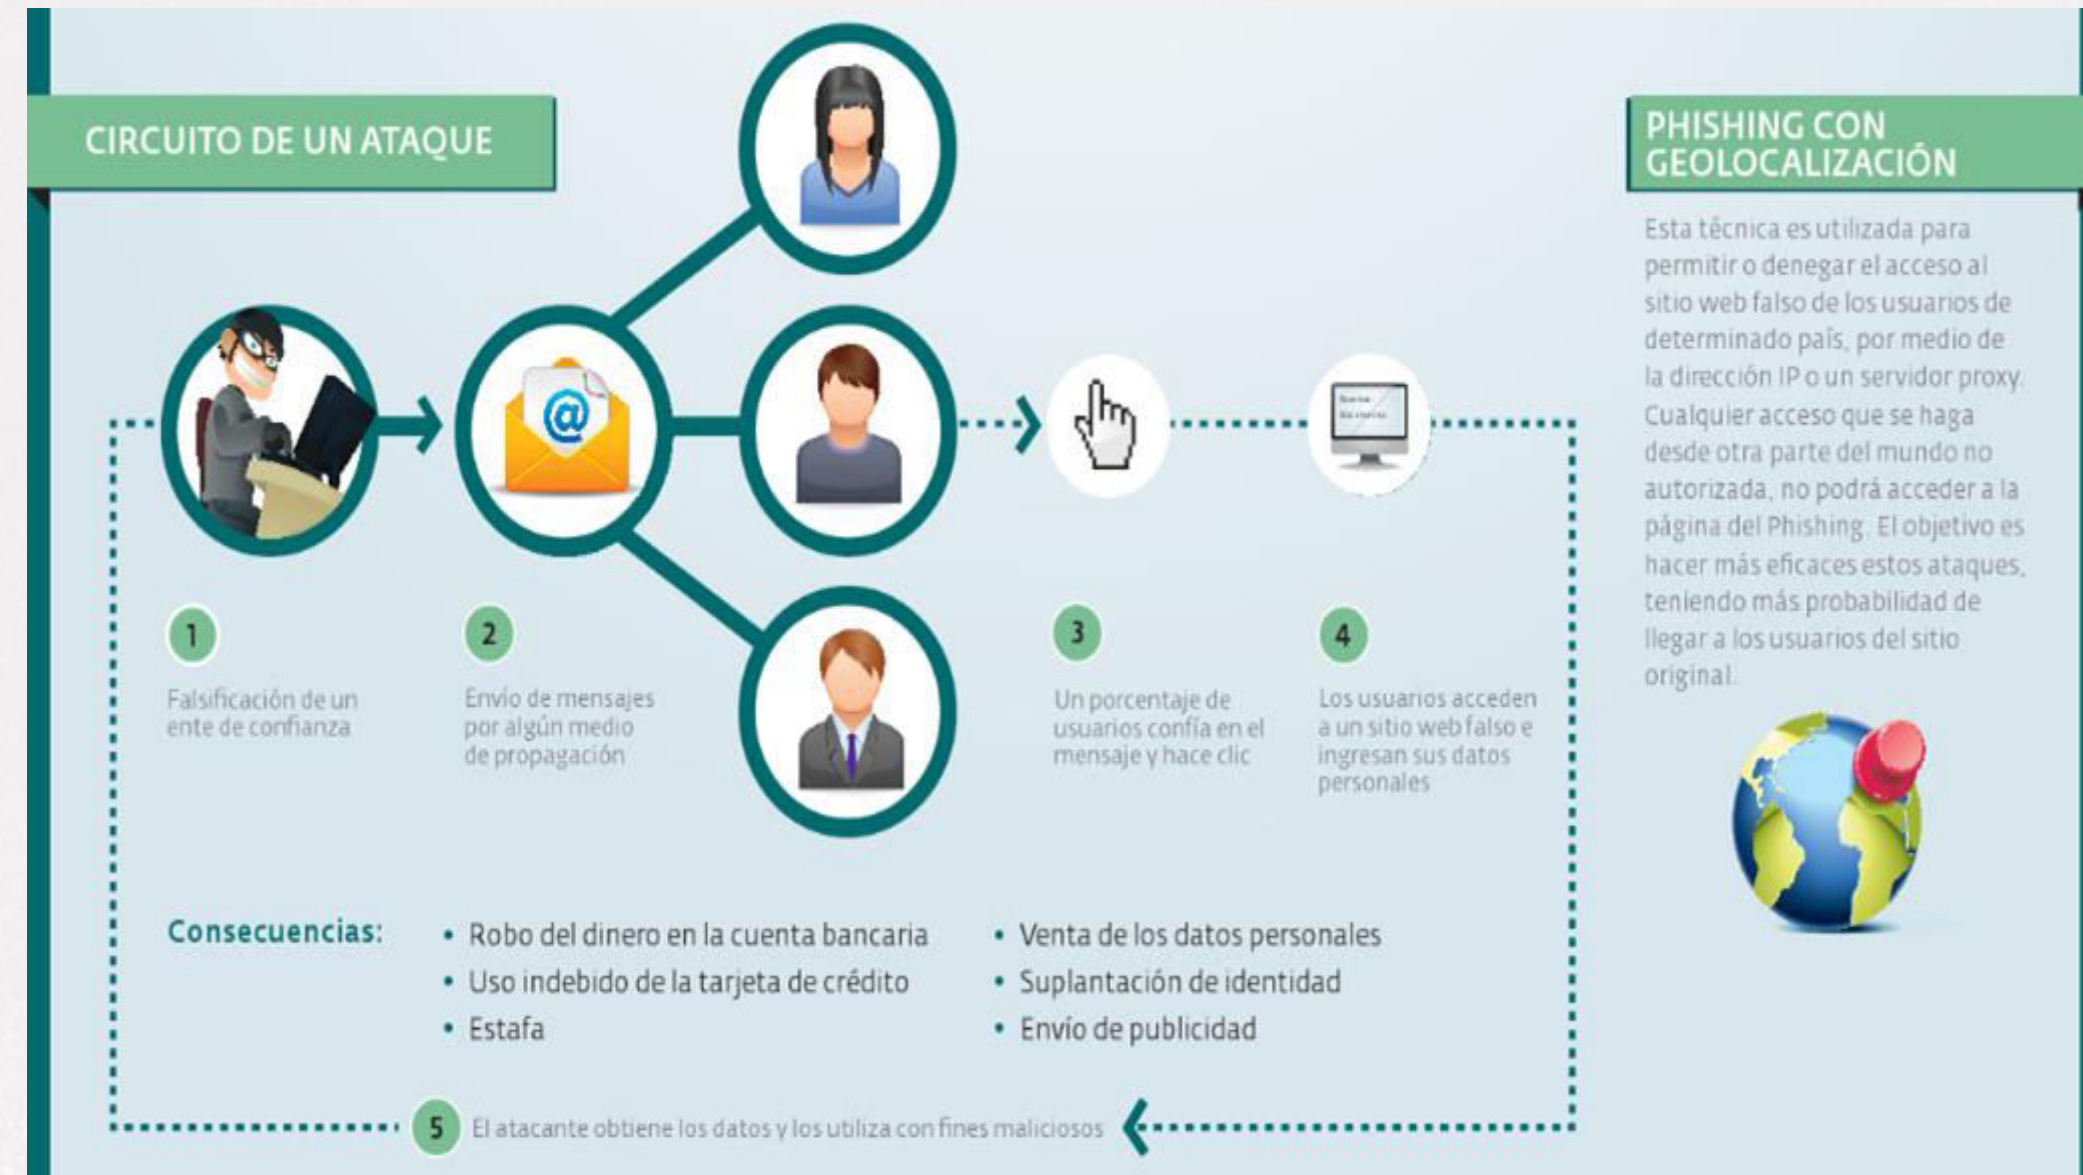 CIRCUITO DE UN ATAQUE
1
Falsificación de un
ente de confianza
2
Envío de mensajes
por algún medio
de propagación
3
Un porcentaje de
usuarios confía en el
mensaje y hace clic
4
Los usuarios acceden
a un sitio web falso e
ingresan sus datos
personales
Consecuencias:
• Robo del dinero en la cuenta bancaria
• Uso indebido de la tarjeta de crédito
• Estafa
• Venta de los datos personales
• Suplantación de identidad
• Envío de publicidad
5 El atacante obtiene los datos y los utiliza con fines maliciosos
PHISHING CON
GEOLOCALIZACIÓN
Esta técnica es utilizada para
permitir o denegar el acceso al
sitio web falso de los usuarios de
determinado país, por medio de
la dirección IP o un servidor proxy.
Cualquier acceso que se haga
desde otra parte del mundo no
autorizada, no podrá acceder a la
página del Phishing. El objetivo es
hacer más eficaces estos ataques,
teniendo más probabilidad de
llegar a los usuarios del sitio
original.